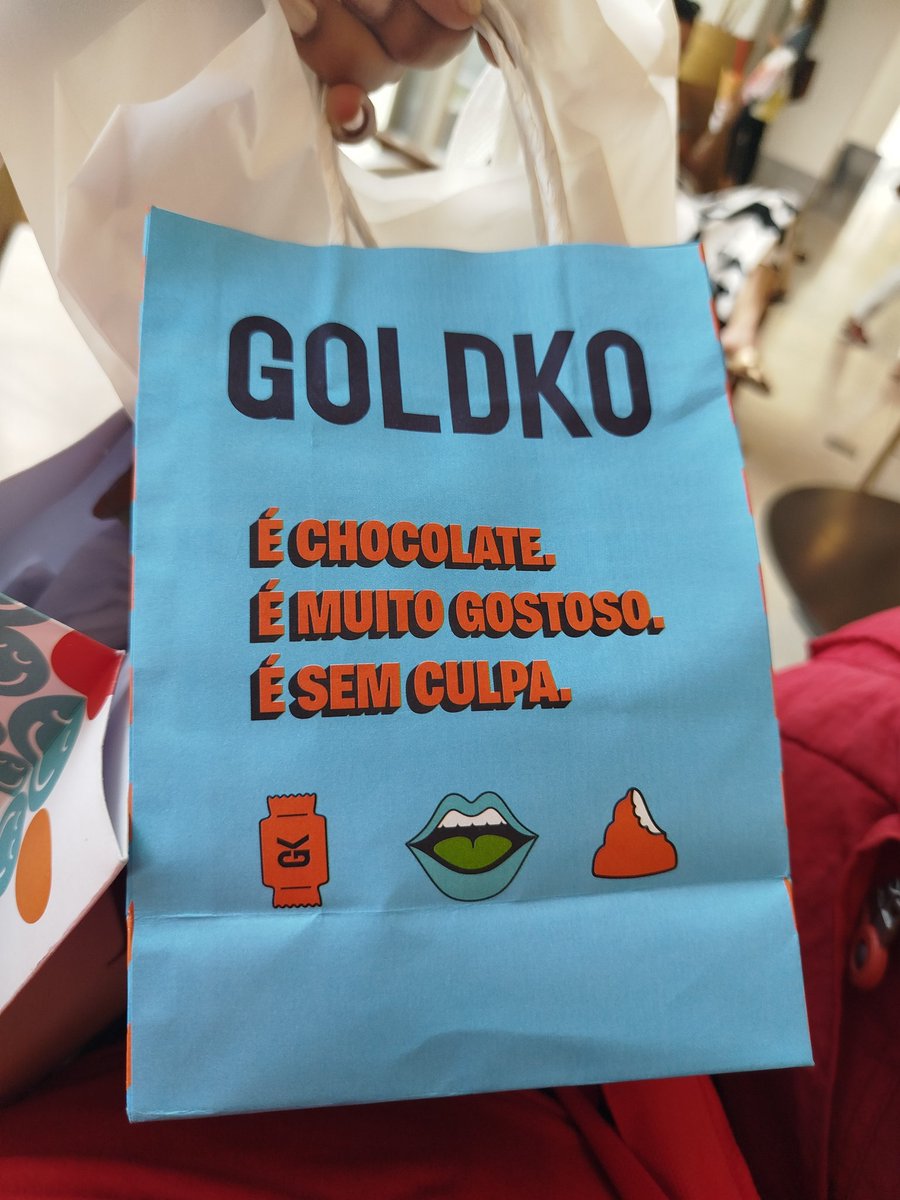 GOLDKO
É CHOCOLATE.
É MUITO GOSTOSO.
É SEM CULPA.
GK